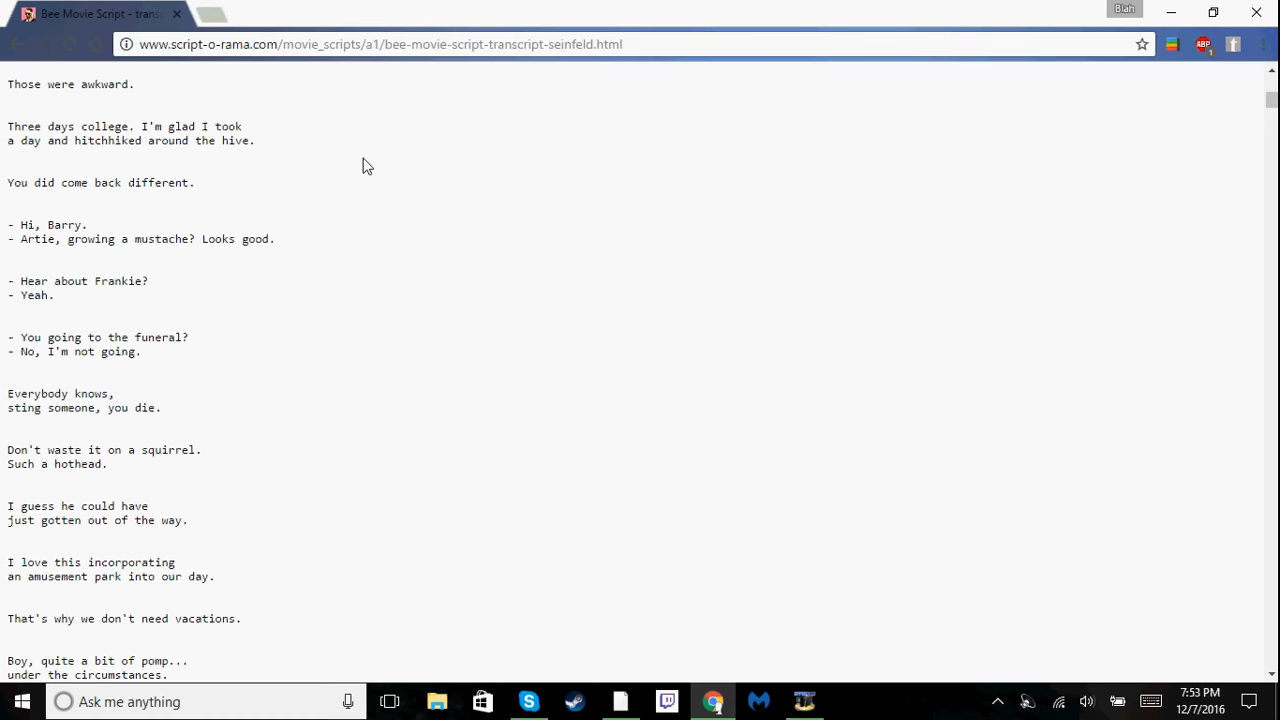 Bee Movie Script - trans
Blah
www.script-o-rama.com/movie_scripts/a1/bee-movie-script-transcript-seinfeld.html
ABP
1
Those were awkward.
Three days college. I'm glad I took
a day and hitchhiked around the hive.
You did come back different.
- Hi, Barry.
- Artie, growing a mustache? Looks good.
- Hear about Frankie?
- Yeah.
- You going to the funeral?
- No, I'm not going.
Everybody knows,
sting someone, you die.
Don't waste it on a squirrel.
Such a hothead.
I guess he could have
just gotten out of the way.
I love this incorporating
an amusement park into our day.
That's why we don't need vacations.
Boy, quite a bit of pomp...
under the circumstances.
Ask me anything
7:53 PM
12/7/2016